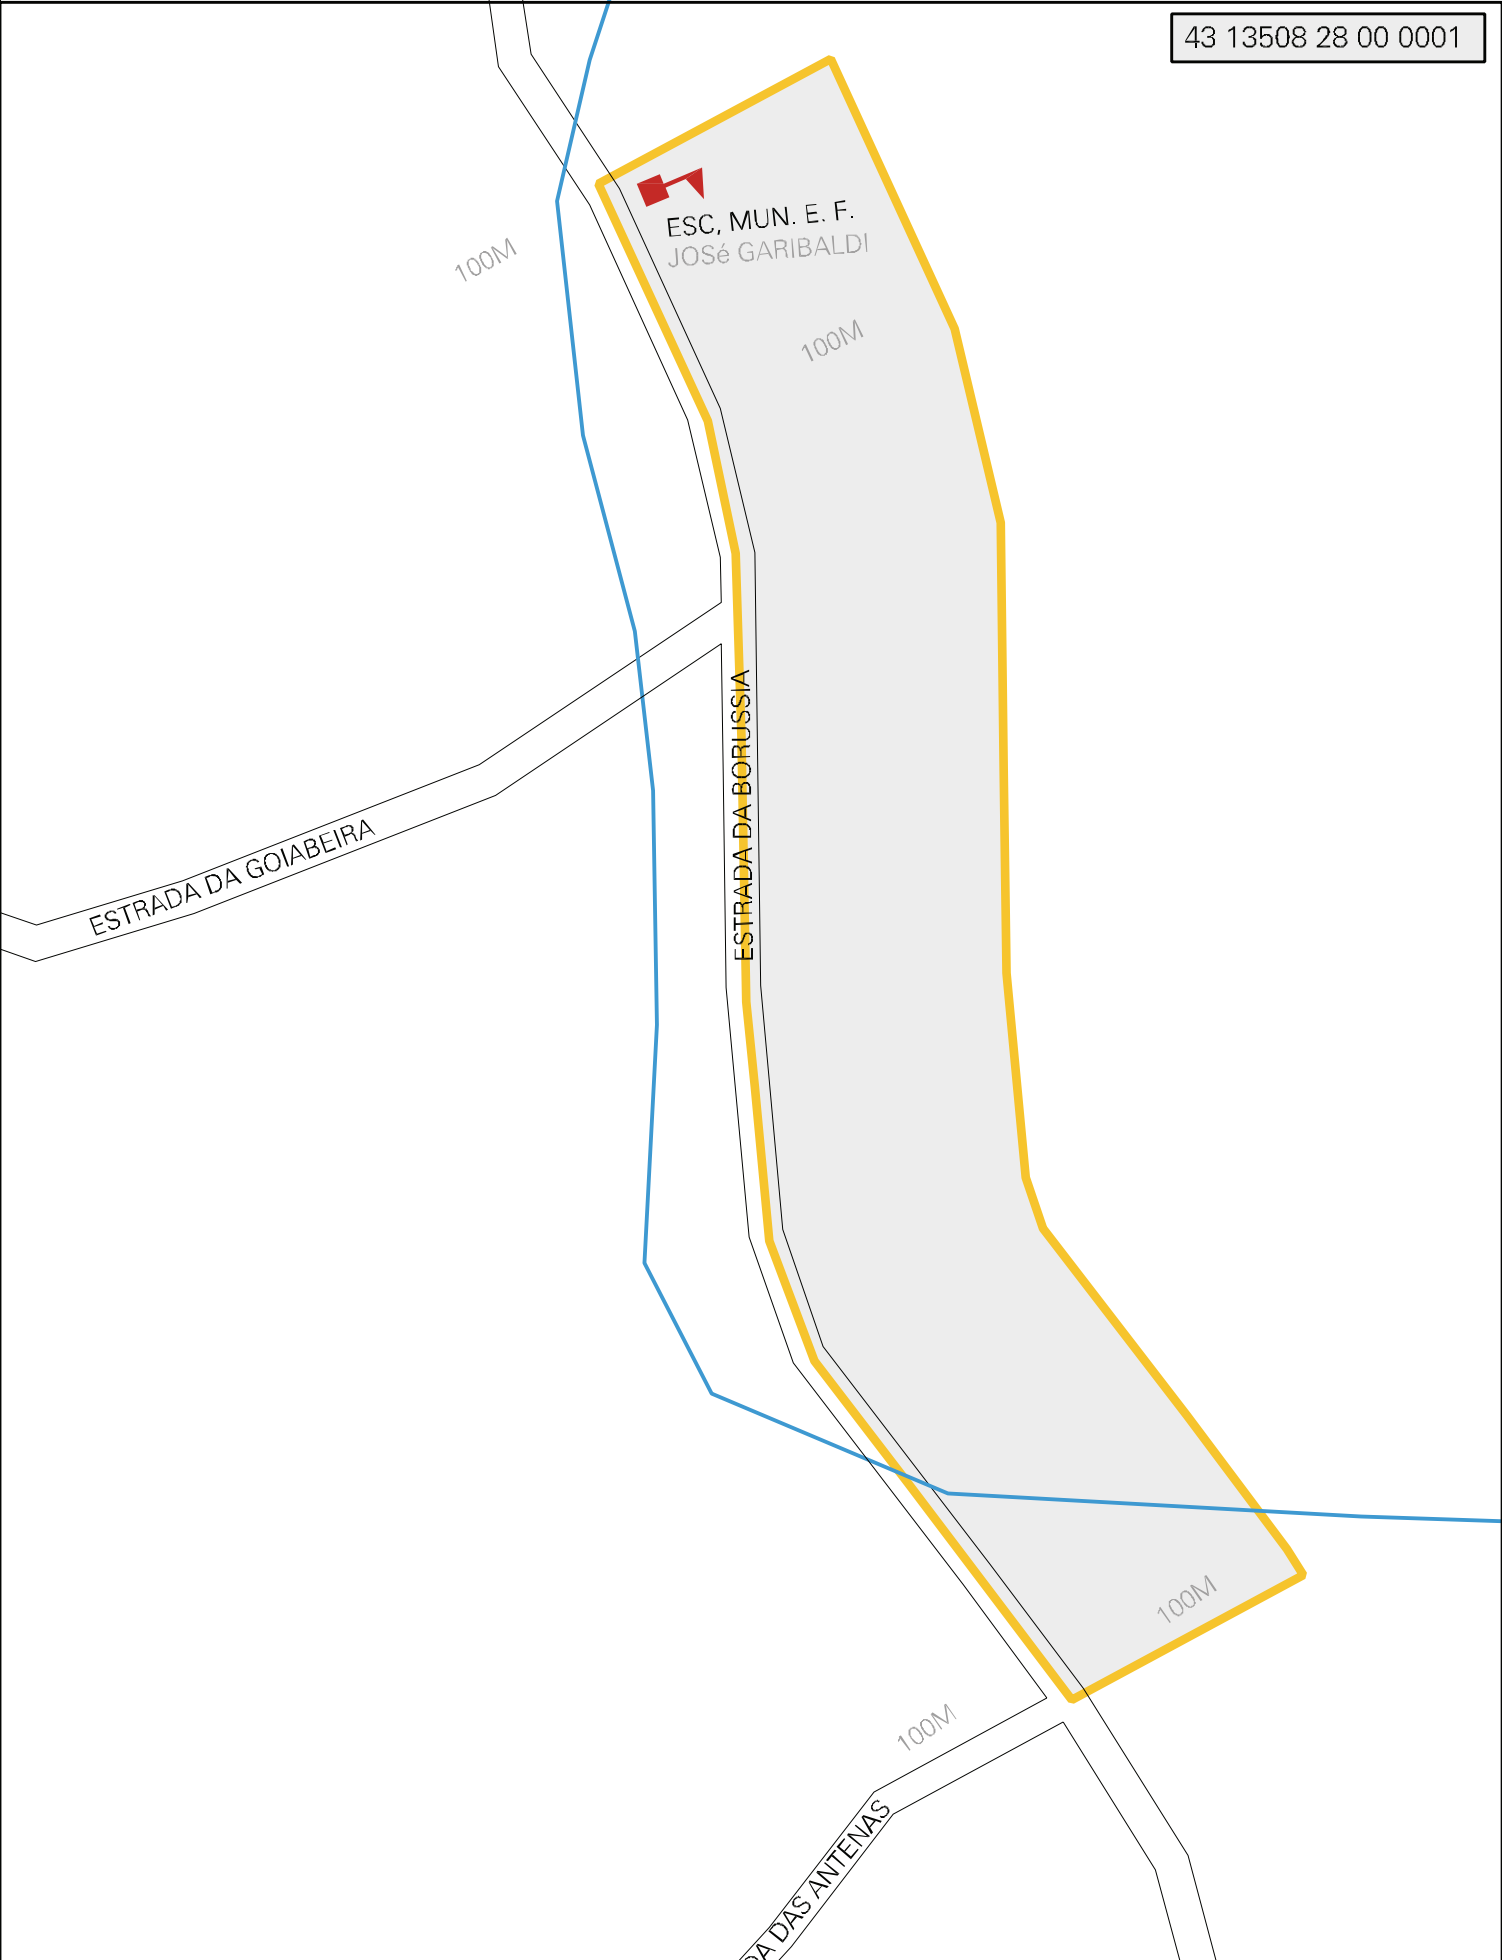 43 13508 28 00 0001
ESC, MUN. E. F.
JOSé GARIBALDI
100M
100M
ESTRADA DA BORUSSIA
ESTRADA DA GOIABEIRA
100M
100M
DA DAS ANTENAS